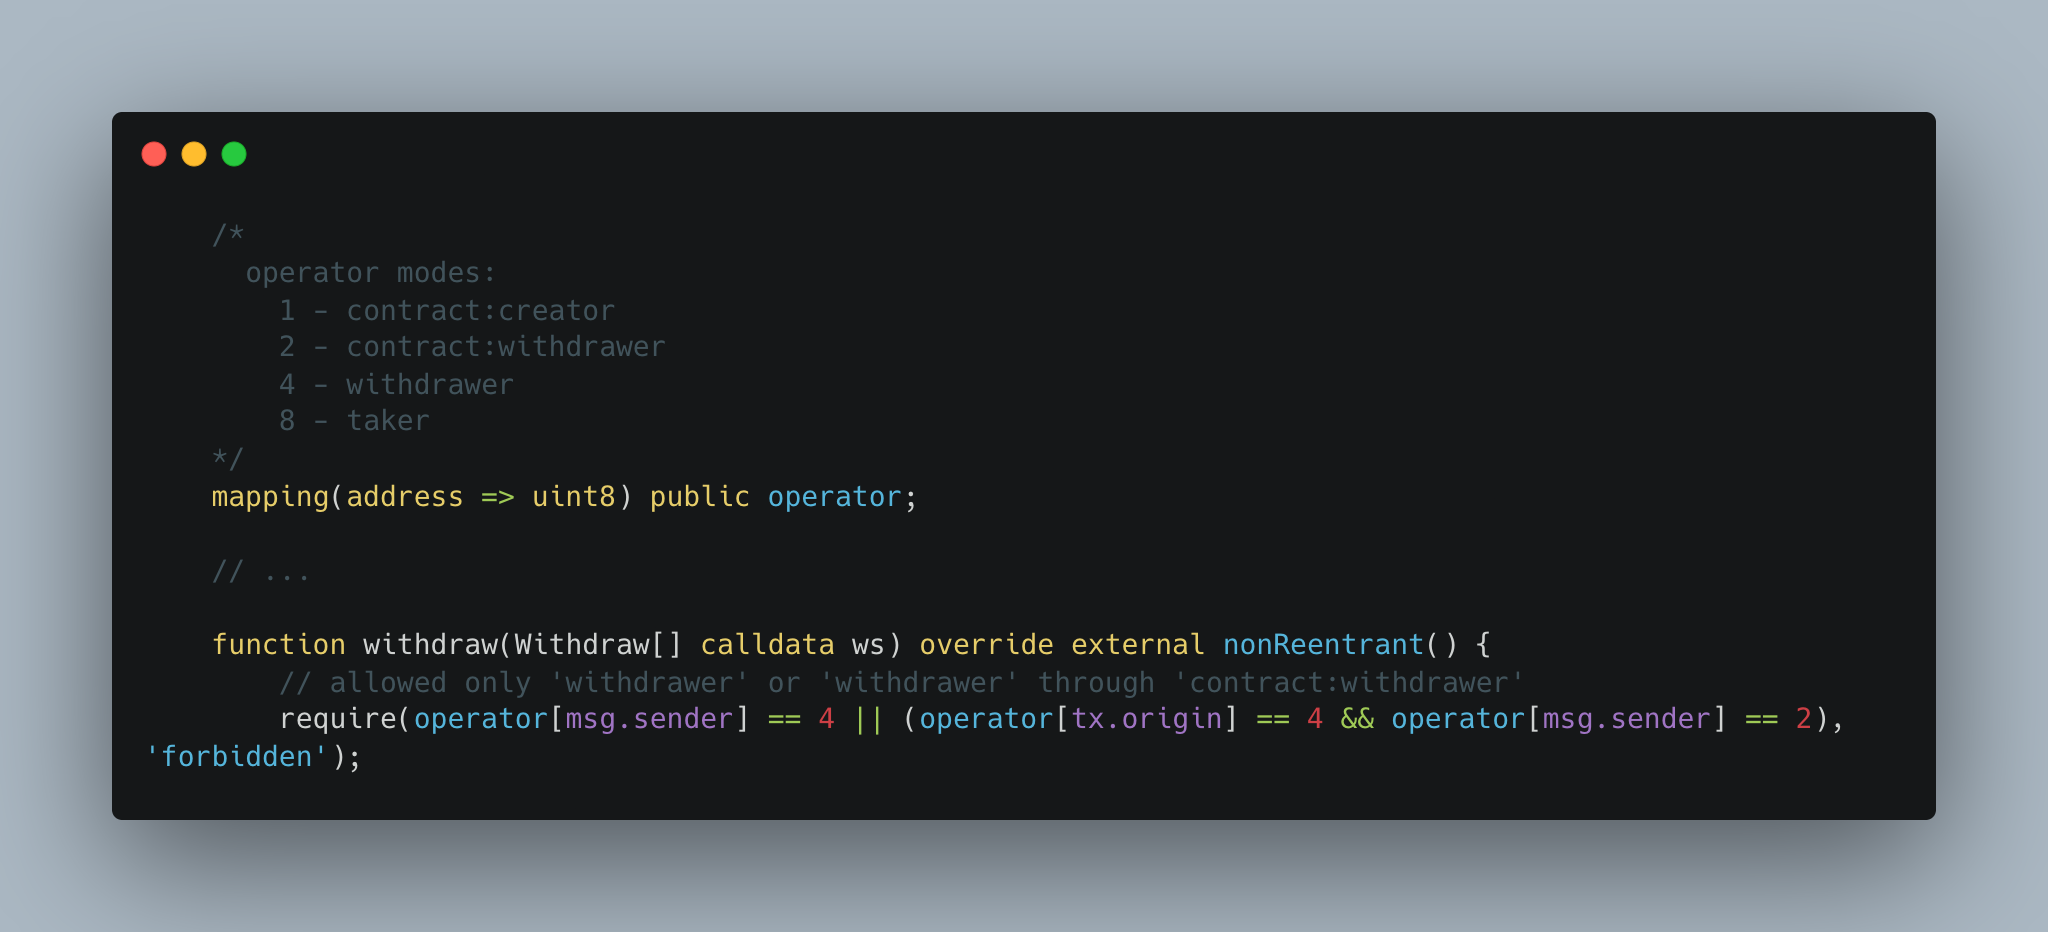 /*
operator modes:
1 - contract:creator
2 - contract:withdrawer
4 - withdrawer
8 - taker
*/
mapping(address => uint8) public operator;
// ...
function withdraw(Withdraw[] calldata ws) override external nonReentrant() {
// allowed only 'withdrawer' or 'withdrawer' through 'contract:withdrawer'
require(operator[msg.sender] == 4 || (operator[tx.origin] == 4 && operator[msg.sender] == 2),
'forbidden');